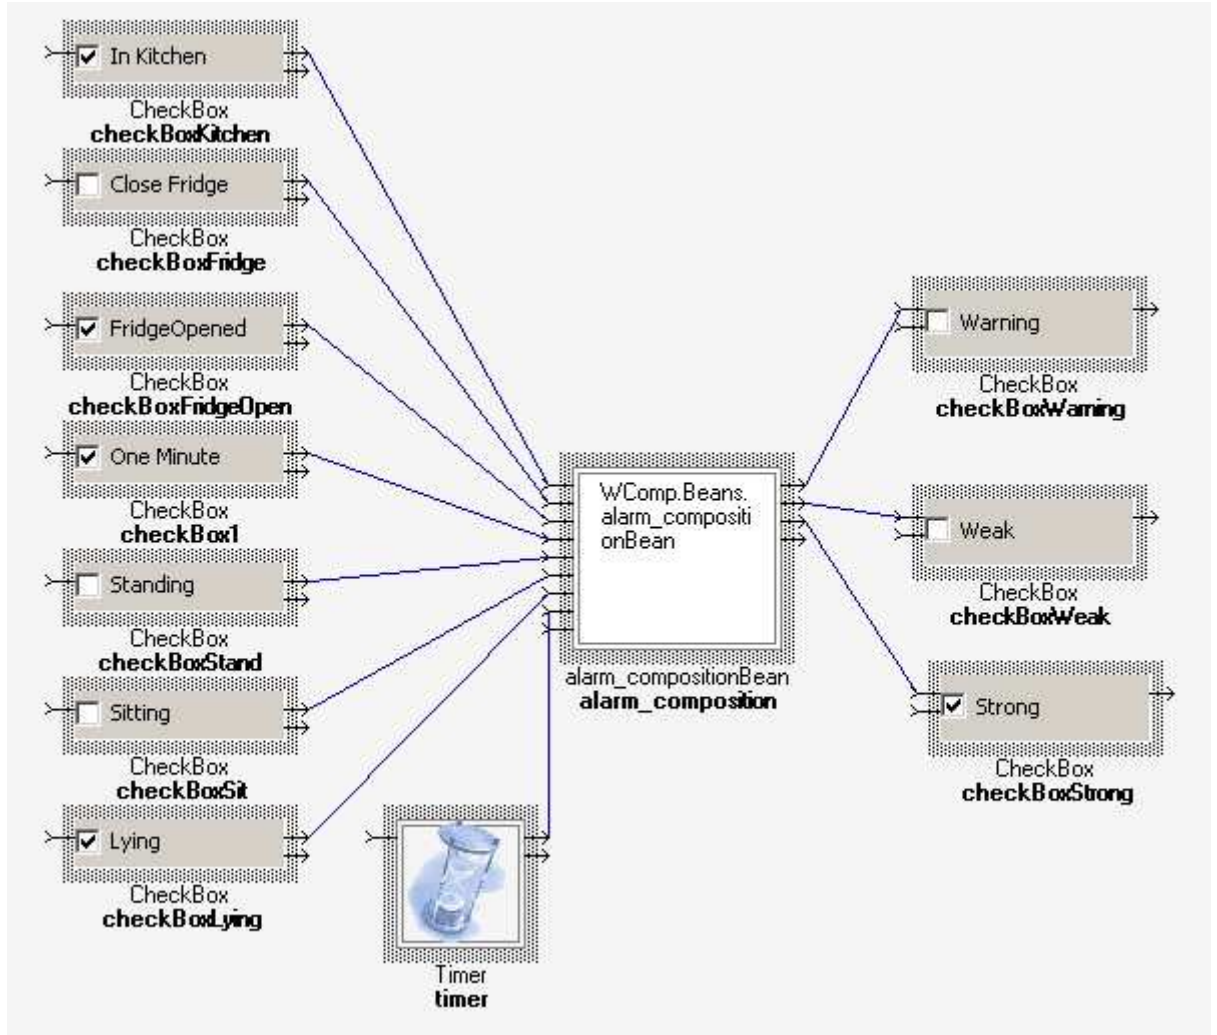 In Kitchen
CheckBox
checkBoxKitchen
Close Fridge
CheckBox
checkBoxFridge
FridgeOpened
CheckBox
checkBoxFridgeOpen
One Minute
CheckBox
checkBox1
Standing
CheckBox
checkBoxStand
Sitting
CheckBox
checkBoxSit
Lying
CheckBox
checkBoxLying
Timer
timer
WComp.Beans.
alarm_compositi
onBean
alarm_compositionBean
alarm_composition
Warning
CheckBox
checkBoxWarning
Weak
CheckBox
checkBoxWeak
Strong
CheckBox
checkBoxStrong